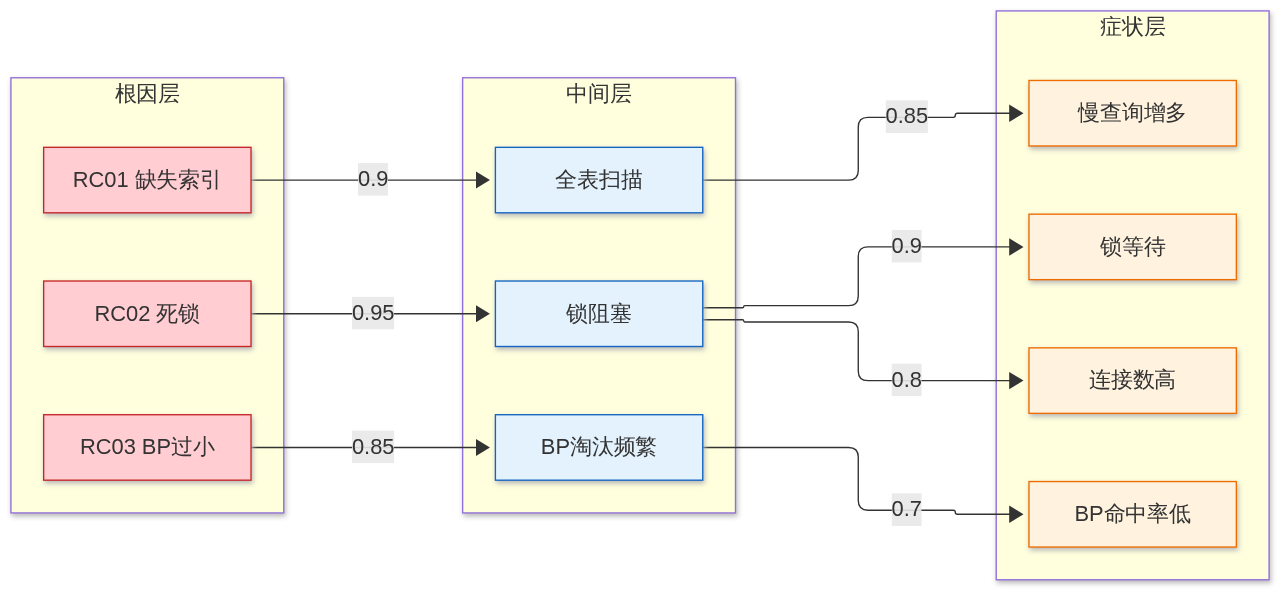 根因层
RC01 缺失索引
RC02 死锁
RC03 BP过小
0.9
0.95
0.85
中间层
全表扫描
锁阻塞
BP淘汰频繁
0.85
0.9
0.8
0.7
症状层
慢查询增多
锁等待
连接数高
BP命中率低